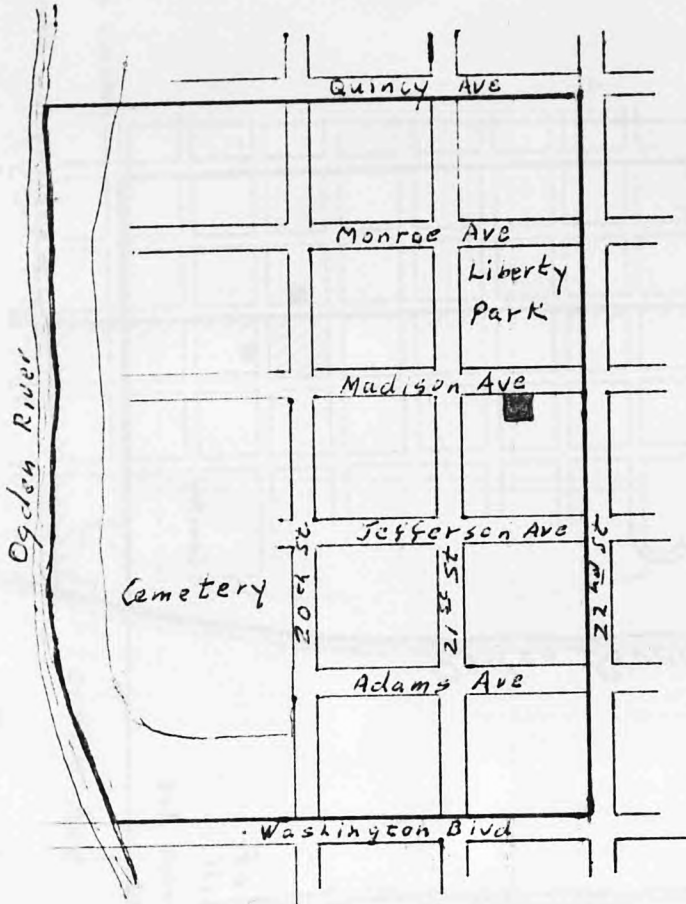 Quincy Ave
Monroe Ave
Liberty
Park
Madison Ave
Ogden River
Jefferson Ave
Cemetery
20th St.
21st St
22nd St
Adams Ave
Washington Blvd